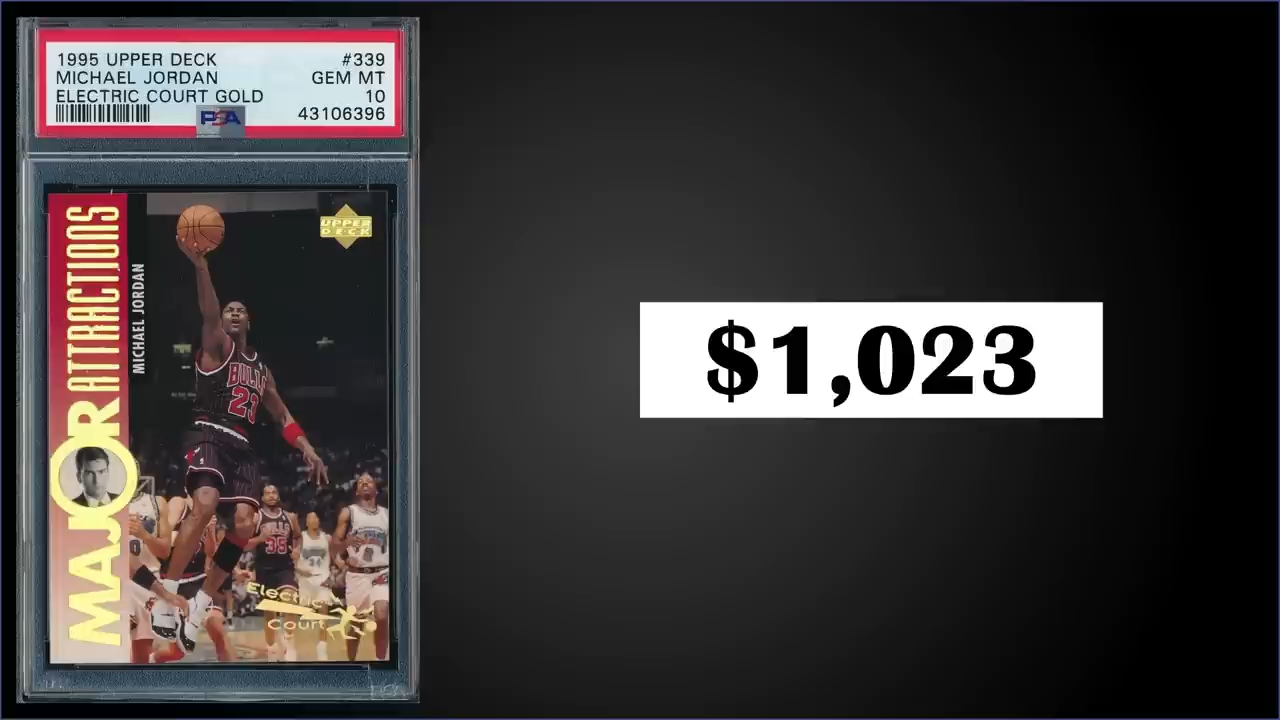 1995 UPPER DECK #339
MICHAEL JORDAN GEM MT
ELECTRIC COURT GOLD 10
43106396
PSA
MAJOR ATTRACTIONS
MICHAEL JORDAN
UPPER
DECK
BULLS
23
35
Electric
Court
$1,023